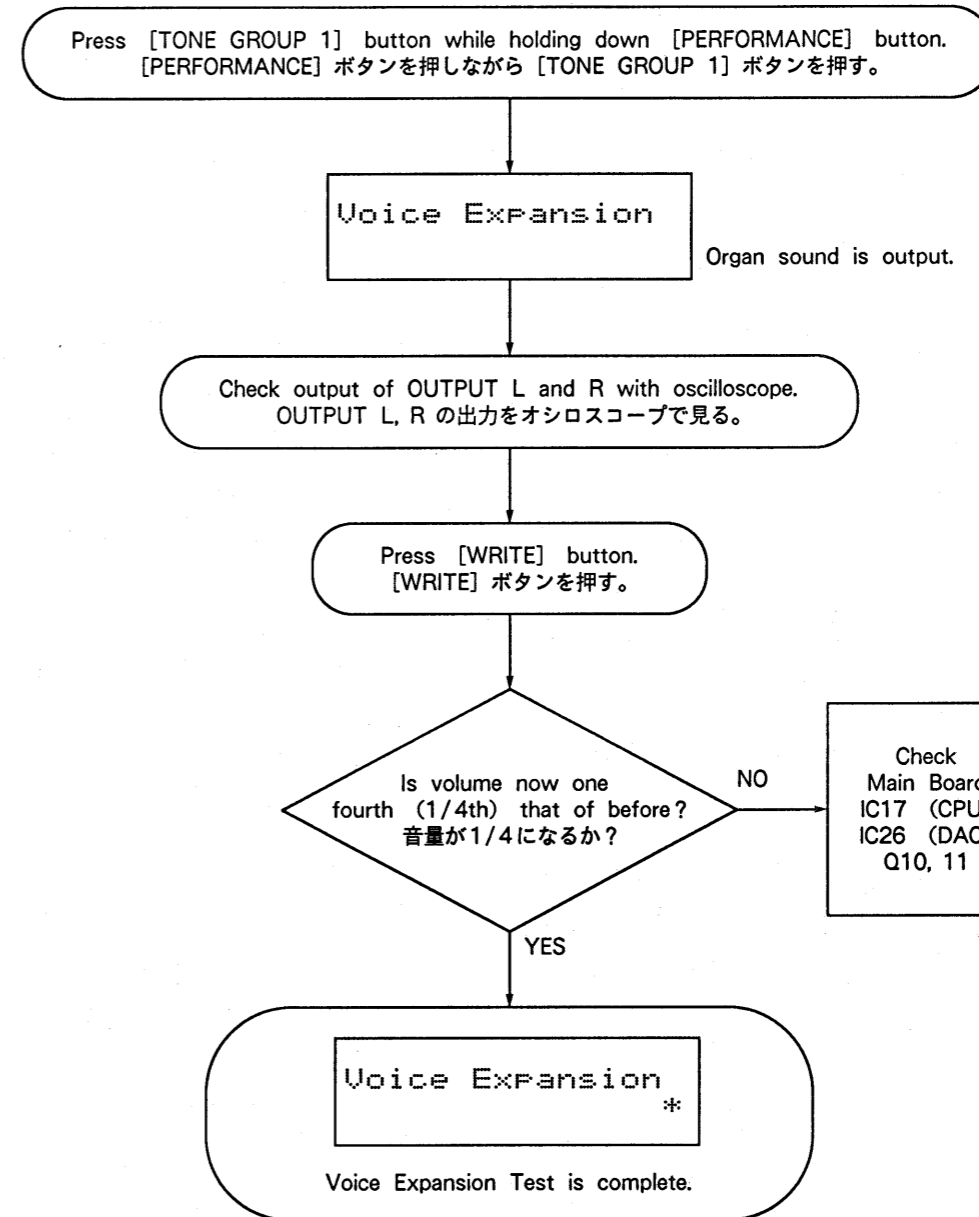 Press [TONE GROUP 1] button while holding down [PERFORMANCE] button.
[PERFORMANCE] ボタンを押しながら [TONE GROUP 1] ボタンを押す。
Voice Expansion
Organ sound is output.
Check output of OUTPUT L and R with oscilloscope.
OUTPUT L, R の出力をオシロスコープで見る。
Press [WRITE] button.
[WRITE] ボタンを押す。
Is volume now one
fourth (1/4th) that of before?
音量が1/4になるか?
NO
Check
Main Board
IC17 (CPU
IC26 (DAC
Q10, 11
YES
Voice Expansion
*
Voice Expansion Test is complete.